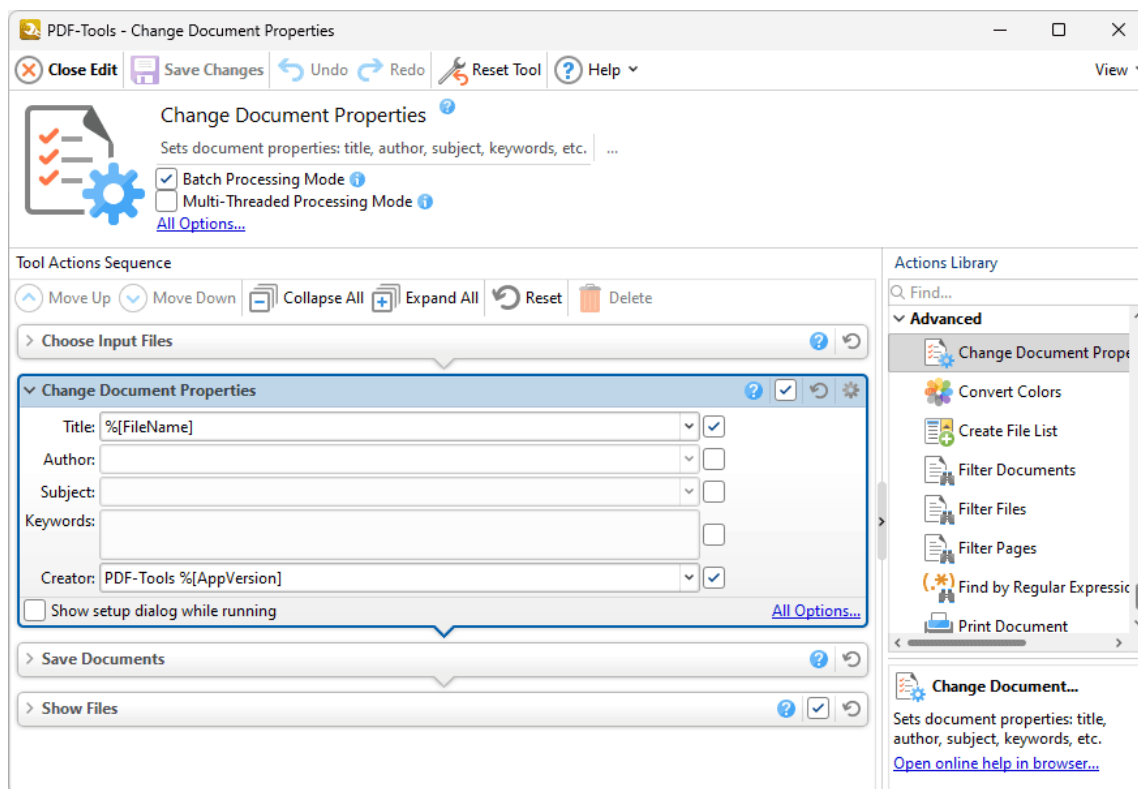 PDF-Tools - Change Document Properties
Close Edit Save Changes Undo Redo Reset Tool ? Help View
Change Document Properties ?
Sets document properties: title, author, subject, keywords, etc. ...
Batch Processing Mode i
Multi-Threaded Processing Mode i
All Options...
Tool Actions Sequence
Move Up Move Down Collapse All Expand All Reset Delete
Choose Input Files ?
Change Document Properties ?
Title: %[FileName]
Author:
Subject:
Keywords:
Creator: PDF-Tools %[AppVersion]
Show setup dialog while running All Options...
Save Documents ?
Show Files ?
Actions Library
Find...
Advanced
Change Document Prope
Convert Colors
Create File List
Filter Documents
Filter Files
Filter Pages
(.*) Find by Regular Expressic
Print Document
Change Document...
Sets document properties: title,
author, subject, keywords, etc.
Open online help in browser...